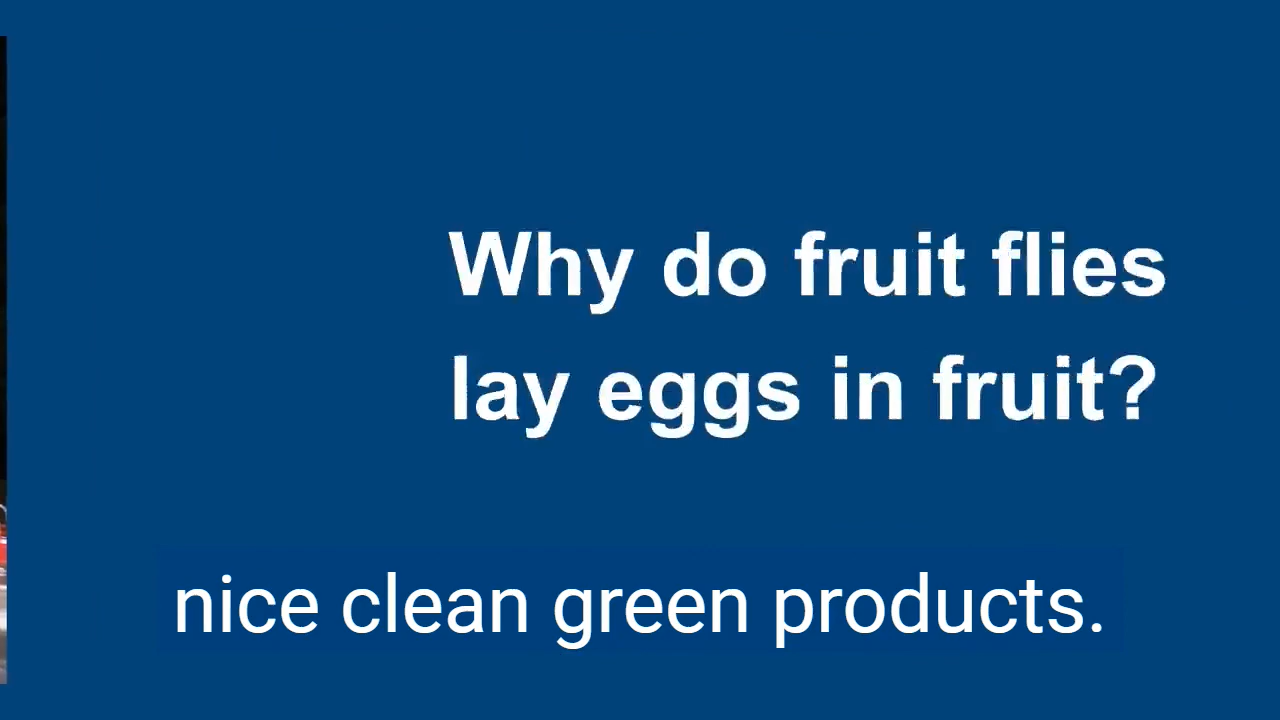 Why do fruit flies
lay eggs in fruit?
nice clean green products.